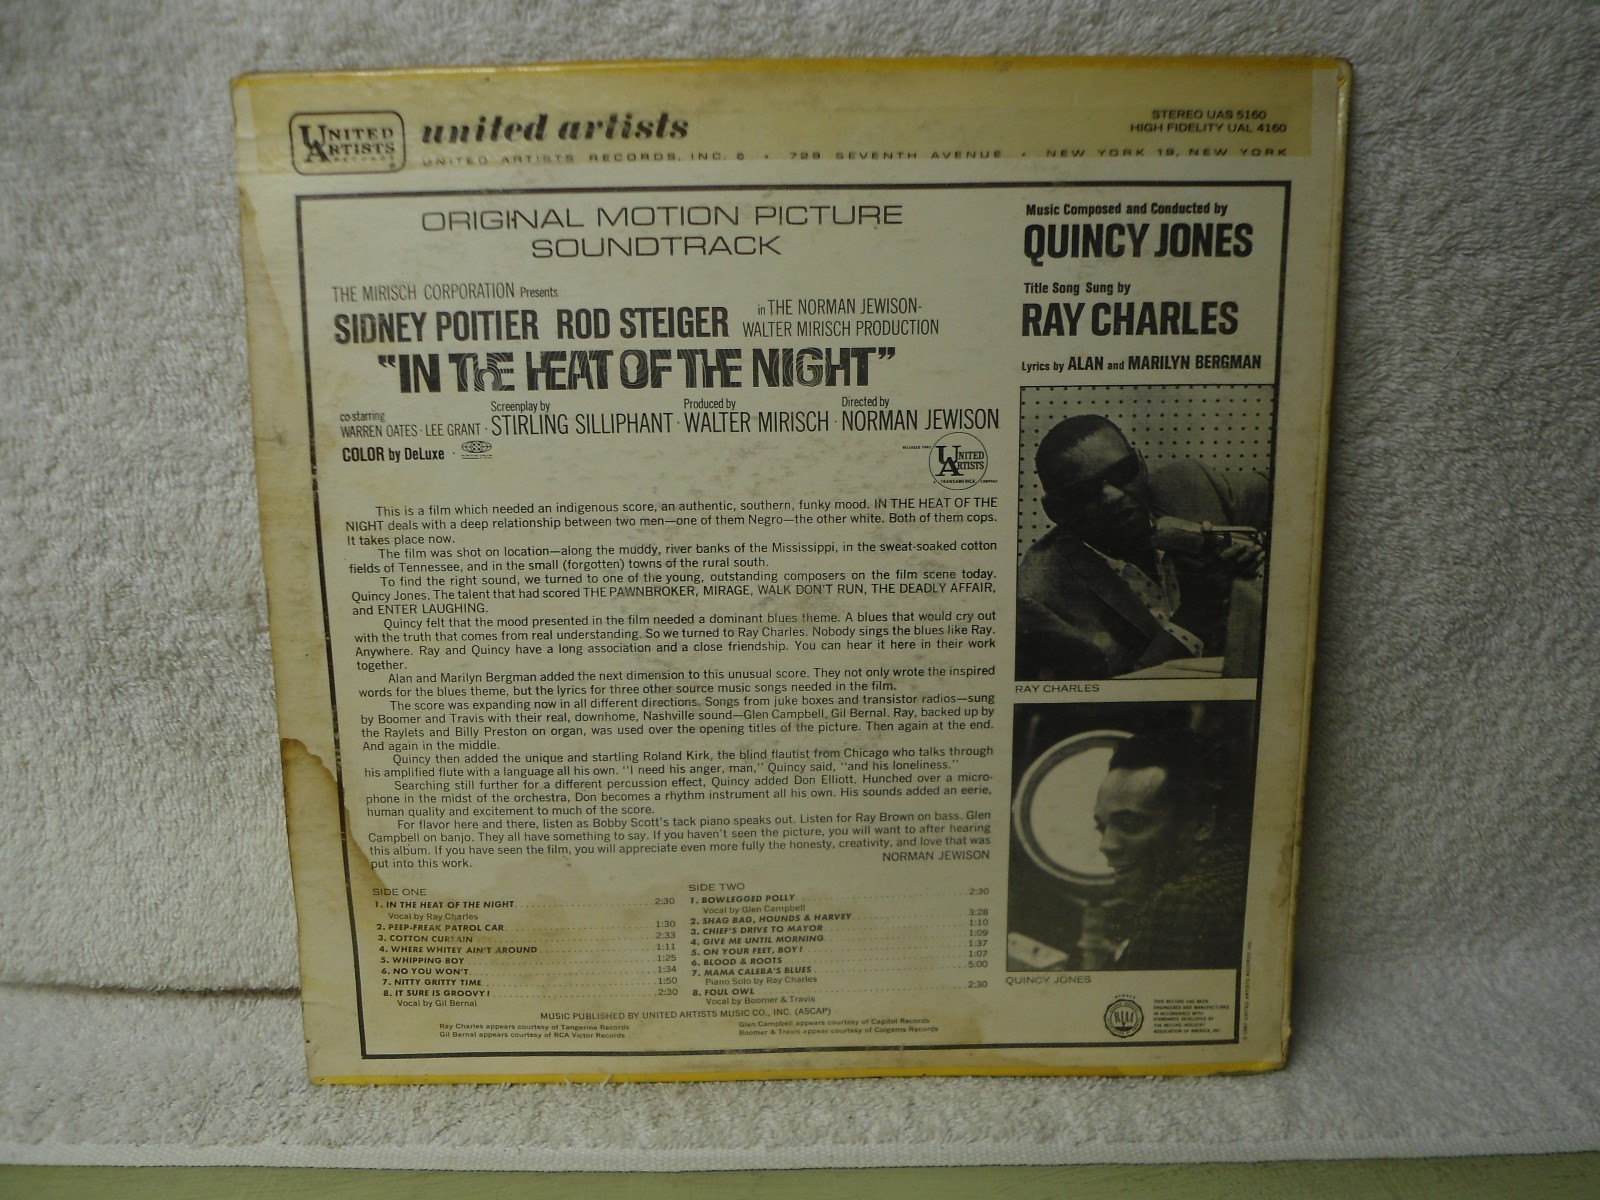 UNITED
ARTISTS
RECORDS
united artists
UNITED ARTISTS RECORDS, INC. © • 729 SEVENTH AVENUE • NEW YORK 19, NEW YORK
STEREO UAS 5160
HIGH FIDELITY UAL 4160
ORIGINAL MOTION PICTURE
SOUNDTRACK
THE MIRISCH CORPORATION Presents
SIDNEY POITIER ROD STEIGER
in THE NORMAN JEWISON-
WALTER MIRISCH PRODUCTION
"IN THE HEAT OF THE NIGHT"
co-starring
WARREN OATES · LEE GRANT ·
Screenplay by
STIRLING SILLIPHANT ·
Produced by
WALTER MIRISCH ·
Directed by
NORMAN JEWISON
COLOR by DeLuxe
UNITED
ARTISTS
Music Composed and Conducted by
QUINCY JONES
Title Song Sung by
RAY CHARLES
Lyrics by ALAN and MARILYN BERGMAN
This is a film which needed an indigenous score, an authentic, southern, funky mood. IN THE HEAT OF THE
NIGHT deals with a deep relationship between two men—one of them Negro—the other white. Both of them cops.
It takes place now.
The film was shot on location—along the muddy, river banks of the Mississippi, in the sweat-soaked cotton
fields of Tennessee, and in the small (forgotten) towns of the rural south.
To find the right sound, we turned to one of the young, outstanding composers on the film scene today.
Quincy Jones. The talent that had scored THE PAWNBROKER, MIRAGE, WALK DON'T RUN, THE DEADLY AFFAIR,
and ENTER LAUGHING.
Quincy felt that the mood presented in the film needed a dominant blues theme. A blues that would cry out
with the truth that comes from real understanding. So we turned to Ray Charles. Nobody sings the blues like Ray.
Anywhere. Ray and Quincy have a long association and a close friendship. You can hear it here in their work
together.
Alan and Marilyn Bergman added the next dimension to this unusual score. They not only wrote the inspired
words for the blues theme, but the lyrics for three other source music songs needed in the film.
The score was expanding now in all different directions. Songs from juke boxes and transistor radios—sung
by Boomer and Travis with their real, downhome, Nashville sound—Glen Campbell, Gil Bernal. Ray, backed up by
the Raylets and Billy Preston on organ, was used over the opening titles of the picture. Then again at the end.
And again in the middle.
Quincy then added the unique and startling Roland Kirk, the blind flautist from Chicago who talks through
his amplified flute with a language all his own. "I need his anger, man," Quincy said, "and his loneliness."
Searching still further for a different percussion effect, Quincy added Don Elliott. Hunched over a micro-
phone in the midst of the orchestra, Don becomes a rhythm instrument all his own. His sounds added an eerie,
human quality and excitement to much of the score.
For flavor here and there, listen as Bobby Scott's tack piano speaks out. Listen for Ray Brown on bass. Glen
Campbell on banjo. They all have something to say. If you haven't seen the picture, you will want to after hearing
this album. If you have seen the film, you will appreciate even more fully the honesty, creativity, and love that was
put into this work.
NORMAN JEWISON
RAY CHARLES
QUINCY JONES
SIDE ONE
1. IN THE HEAT OF THE NIGHT 2:30
Vocal by Ray Charles
2. PEEP-FREAK PATROL CAR 1:30
3. COTTON CURTAIN 2:33
4. WHERE WHITEY AIN'T AROUND 1:11
5. WHIPPING BOY 1:25
6. NO YOU WON'T 1:34
7. NITTY GRITTY TIME 1:50
8. IT SURE IS GROOVY! 2:30
Vocal by Gil Bernal
SIDE TWO
1. BOWLEGGED POLLY 2:30
Vocal by Glen Campbell
2. SHAG BAG, HOUNDS & HARVEY 3:28
3. CHIEF'S DRIVE TO MAYOR 1:10
4. GIVE ME UNTIL MORNING 1:09
5. ON YOUR FEET, BOY! 1:37
6. BLOOD & ROOTS 1:07
7. MAMA CALEBA'S BLUES 5:00
Piano Solo by Ray Charles
8. FOUL OWL 2:30
Vocal by Boomer & Travis
MUSIC PUBLISHED BY UNITED ARTISTS MUSIC CO., INC. (ASCAP)
Ray Charles appears courtesy of Tangerine Records
Gil Bernal appears courtesy of RCA Victor Records
Glen Campbell appears courtesy of Capitol Records
Boomer & Travis appear courtesy of Colgems Records
RIAA
THIS RECORD HAS BEEN
ENGINEERED AND MANUFACTURED
IN ACCORDANCE WITH
STANDARDS DEVELOPED BY
THE RECORD INDUSTRY
ASSOCIATION OF AMERICA, INC.